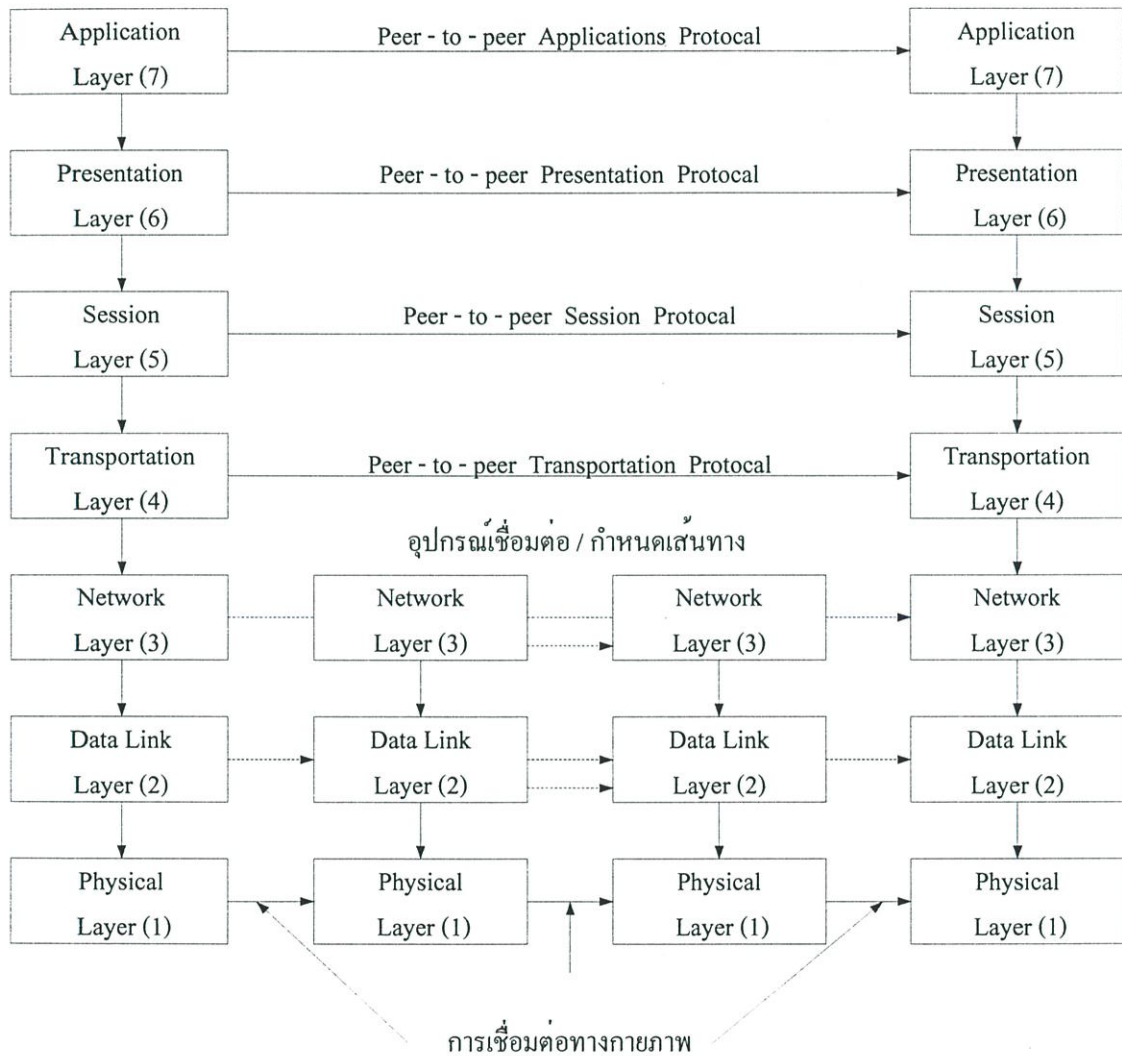 Application
Layer (7)
Peer - to - peer Applications Protocal
Application
Layer (7)
Presentation
Layer (6)
Peer - to - peer Presentation Protocal
Presentation
Layer (6)
Session
Layer (5)
Peer - to - peer Session Protocal
Session
Layer (5)
Transportation
Layer (4)
Peer - to - peer Transportation Protocal
Transportation
Layer (4)
อุปกรณ์เชื่อมต่อ / กำหนดเส้นทาง
Network
Layer (3)
Network
Layer (3)
Network
Layer (3)
Network
Layer (3)
Data Link
Layer (2)
Data Link
Layer (2)
Data Link
Layer (2)
Data Link
Layer (2)
Physical
Layer (1)
Physical
Layer (1)
Physical
Layer (1)
Physical
Layer (1)
การเชื่อมต่อทางกายภาพ